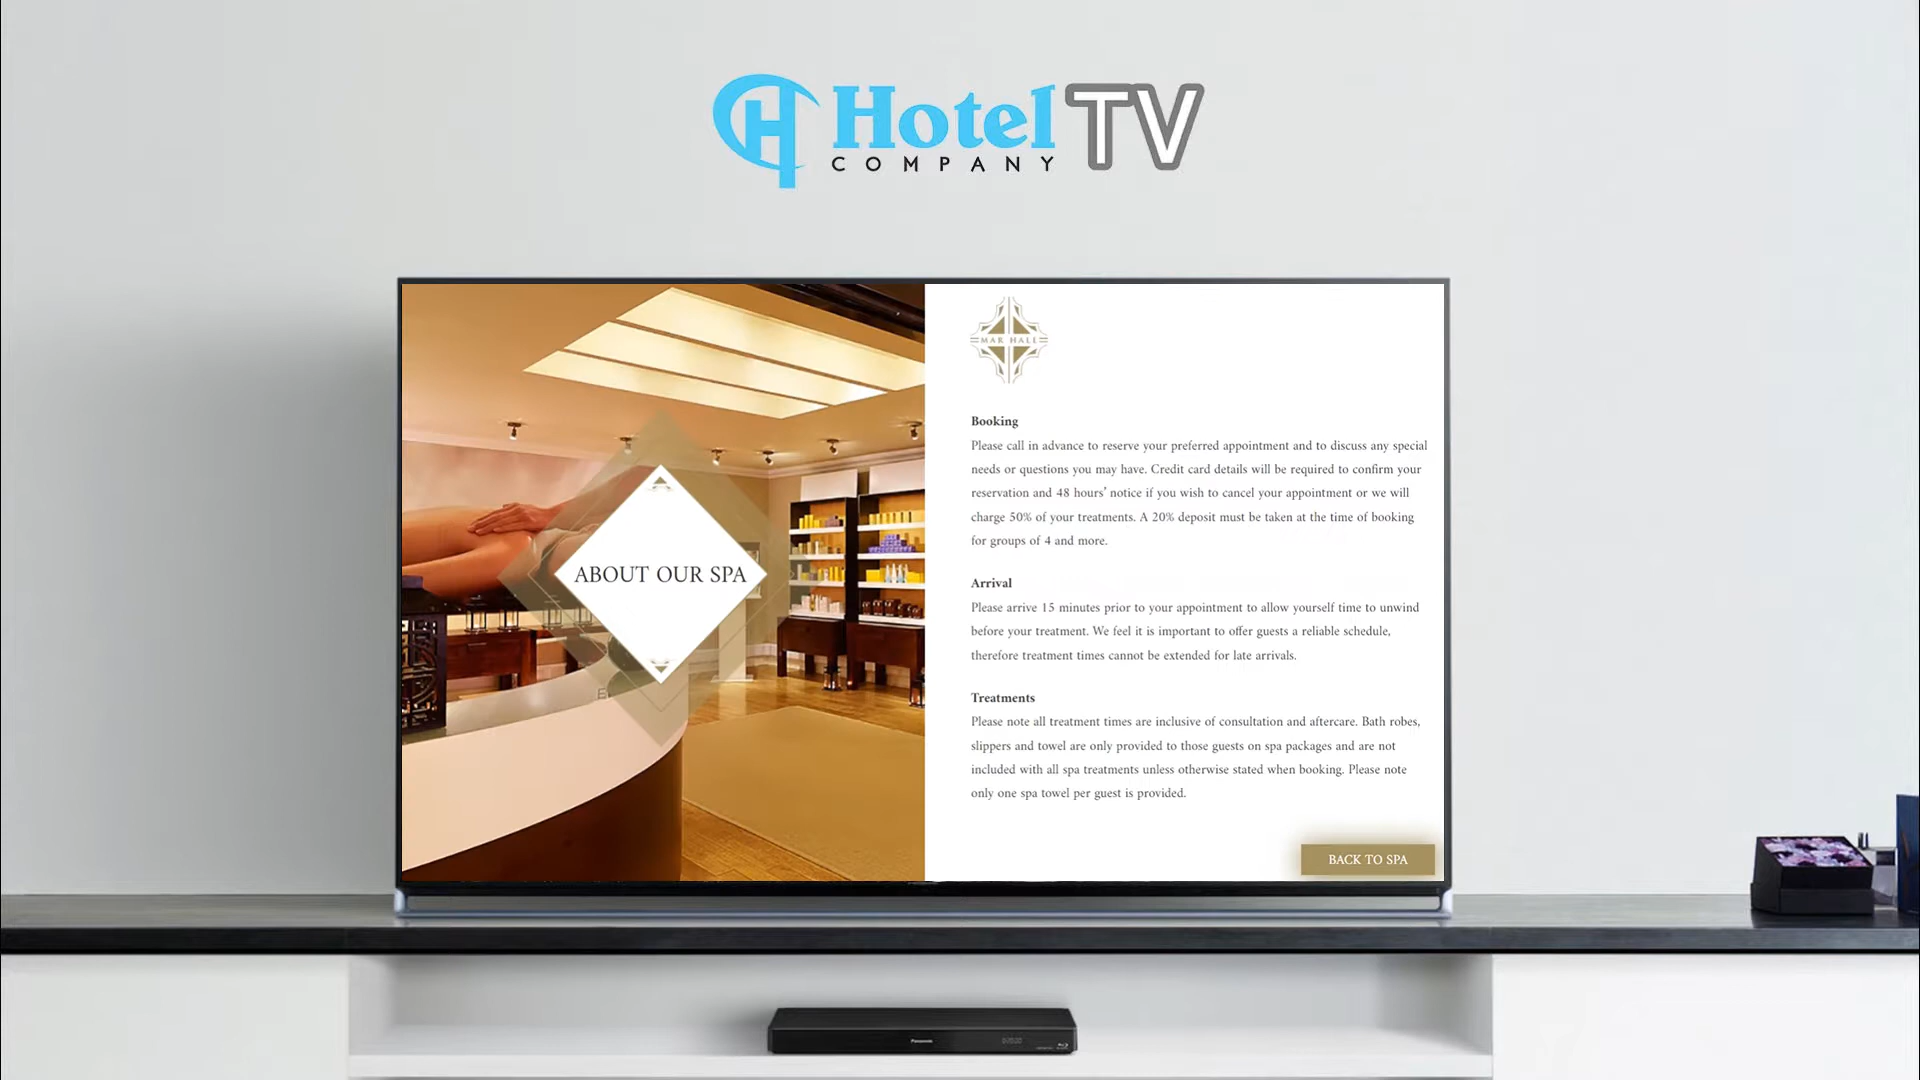 Hotel TV
COMPANY
MAR HALL
ABOUT OUR SPA
Booking
Please call in advance to reserve your preferred appointment and to discuss any special
needs or questions you may have. Credit card details will be required to confirm your
reservation and 48 hours' notice if you wish to cancel your appointment or we will
charge 50% of your treatments. A 20% deposit must be taken at the time of booking
for groups of 4 and more.
Arrival
Please arrive 15 minutes prior to your appointment to allow yourself time to unwind
before your treatment. We feel it is important to offer guests a reliable schedule,
therefore treatment times cannot be extended for late arrivals.
Treatments
Please note all treatment times are inclusive of consultation and aftercare. Bath robes,
slippers and towel are only provided to those guests on spa packages and are not
included with all spa treatments unless otherwise stated when booking. Please note
only one spa towel per guest is provided.
BACK TO SPA
Panasonic